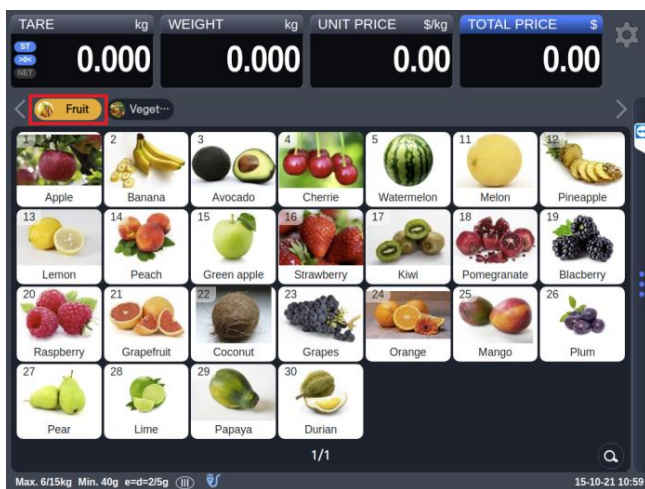 TARE kg WEIGHT kg UNIT PRICE $/kg TOTAL PRICE $
ST
>0<
NET
0.000 0.000 0.00 0.00
Fruit Veget···
1 2 3 4 5 11 12
Apple Banana Avocado Cherrie Watermelon Melon Pineapple
13 14 15 16 17 18 19
Lemon Peach Green apple Strawberry Kiwi Pomegranate Blacberry
20 21 22 23 24 25 26
Raspberry Grapefruit Coconut Grapes Orange Mango Plum
27 28 29 30
Pear Lime Papaya Durian
1/1
Max. 6/15kg Min. 40g e=d=2/5g III 15-10-21 10:59